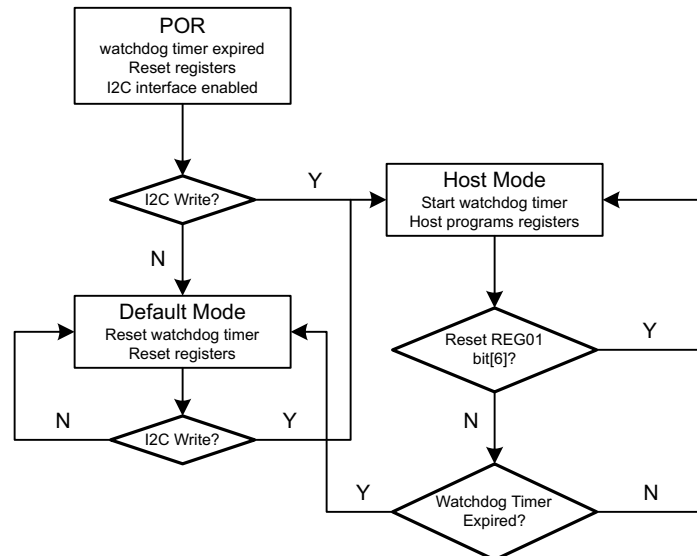 POR
watchdog timer expired
Reset registers
I2C interface enabled
I2C Write?
Y
N
Host Mode
Start watchdog timer
Host programs registers
Default Mode
Reset watchdog timer
Reset registers
Reset REG01
bit[6]?
Y
N
I2C Write?
N
Y
Watchdog Timer
Expired?
Y
N